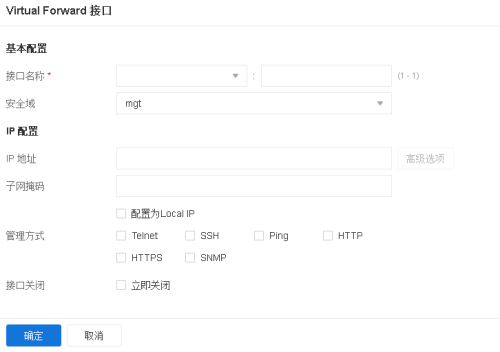 Virtual Forward 接口
基本配置
接口名称 * : (1 - 1)
安全域 mgt
IP 配置
IP 地址 高级选项
子网掩码
配置为Local IP
管理方式 Telnet SSH Ping HTTP
HTTPS SNMP
接口关闭 立即关闭
确定 取消